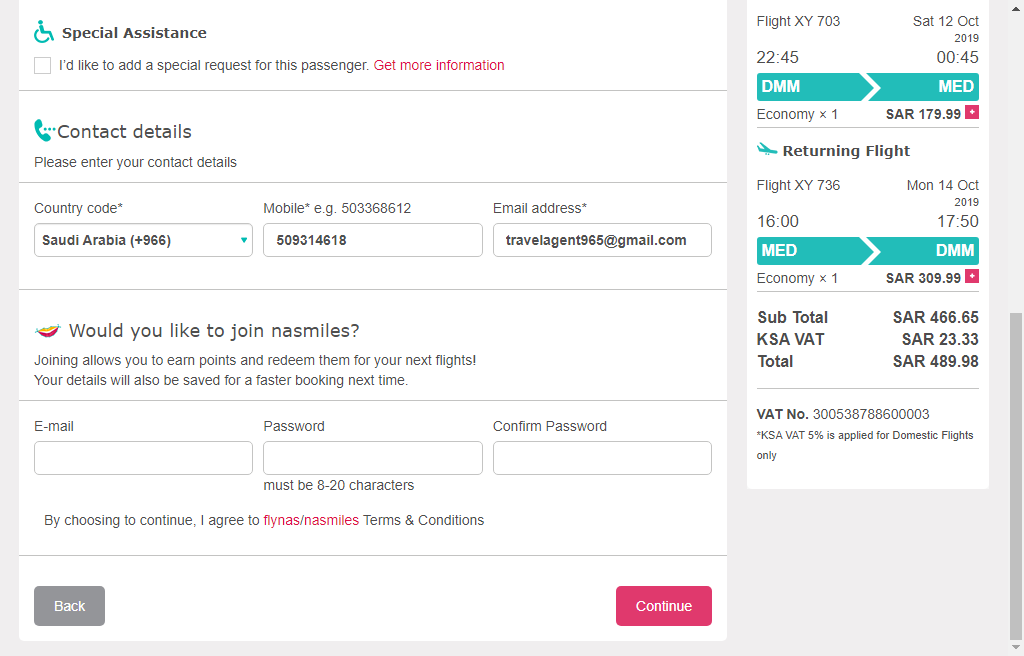 Special Assistance
I'd like to add a special request for this passenger. Get more information
Contact details
Please enter your contact details
Country code*
Mobile* e.g. 503368612
Email address*
Saudi Arabia (+966)
509314618
travelagent965@gmail.com
Would you like to join nasmiles?
Joining allows you to earn points and redeem them for your next flights!
Your details will also be saved for a faster booking next time.
E-mail
Password
Confirm Password
must be 8-20 characters
By choosing to continue, I agree to flynas/nasmiles Terms & Conditions
Back
Continue
Flight XY 703 Sat 12 Oct
2019
22:45 00:45
DMM MED
Economy × 1 SAR 179.99 +
Returning Flight
Flight XY 736 Mon 14 Oct
2019
16:00 17:50
MED DMM
Economy × 1 SAR 309.99 +
Sub Total SAR 466.65
KSA VAT SAR 23.33
Total SAR 489.98
VAT No. 300538788600003
*KSA VAT 5% is applied for Domestic Flights
only